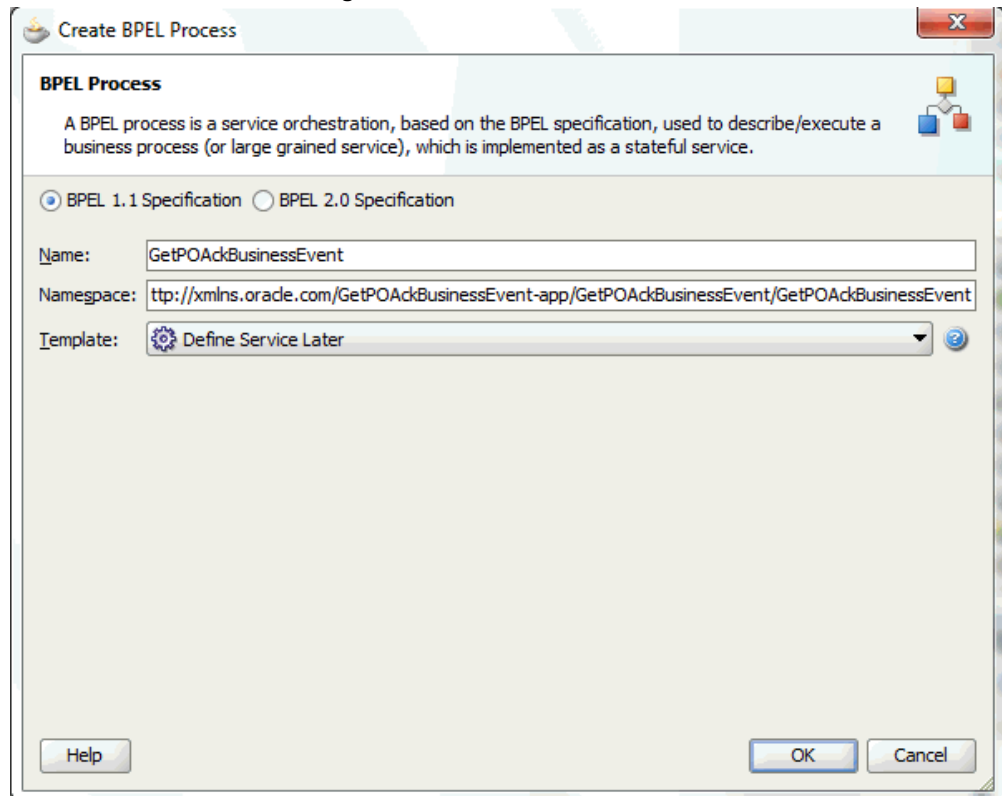 Create BPEL Process
BPEL Process
A BPEL process is a service orchestration, based on the BPEL specification, used to describe/execute a
business process (or large grained service), which is implemented as a stateful service.
BPEL 1.1 Specification BPEL 2.0 Specification
Name: GetPOAckBusinessEvent
Namespace: ttp://xmlns.oracle.com/GetPOAckBusinessEvent-app/GetPOAckBusinessEvent/GetPOAckBusinessEvent
Template: Define Service Later
Help OK Cancel